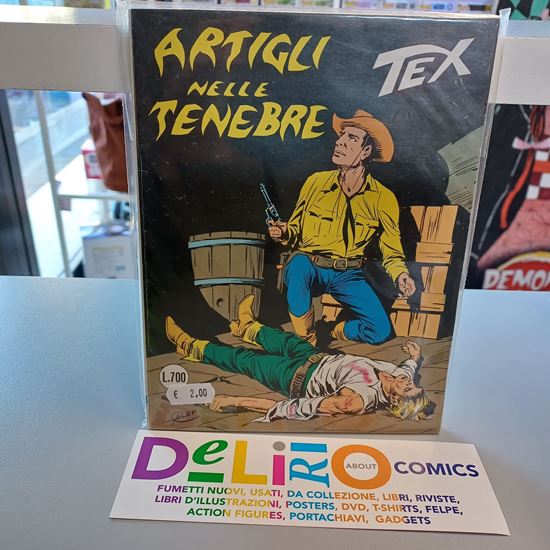 ARTIGLI
NELLE
TENEBRE
TEX
L.700
€ 2,00
GALEP
DEMON
DeLiRiO
ABOUT
COMICS
FUMETTI NUOVI, USATI, DA COLLEZIONE, LIBRI, RIVISTE,
LIBRI D'ILLUSTRAZIONI, POSTERS, DVD, T-SHIRTS, FELPE,
ACTION FIGURES, PORTACHIAVI, GADGETS